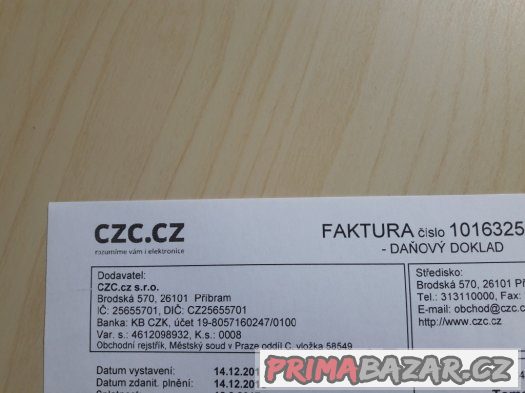 CZC.CZ
rozumíme vám i elektronice
FAKTURA číslo 1016325
- DAŇOVÝ DOKLAD
Dodavatel:
CZC.cz s.r.o.
Brodská 570, 26101 Příbram
IČ: 25655701, DIČ: CZ25655701
Banka: KB CZK, účet 19-8057160247/0100
Var. s.: 4612098932, K.s.: 0008
Obchodní rejstřík, Městský soud v Praze oddíl C, vložka 58549
Středisko:
Brodská 570, 26101 Př
Tel.: 313110000, Fax:
E-mail: obchod@czc.c
http://www.czc.cz
Datum vystavení: 14.12.201
Datum zdanit. plnění: 14.12.201
PRIMABAZAR.CZ